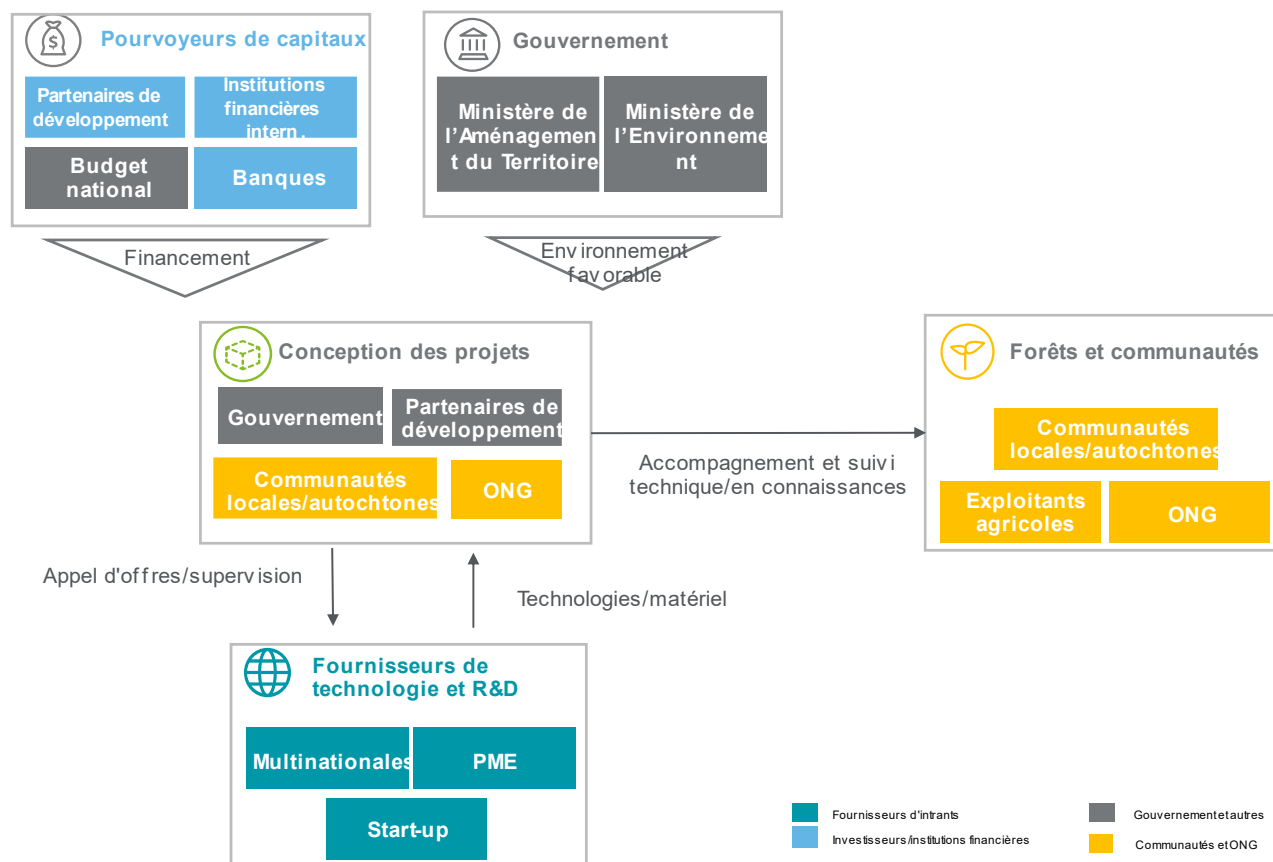 Pourvoyeurs de capitaux
Partenaires de
développement
Institutions
financières
intern.
Budget
national
Banques
Financement
Gouvernement
Ministère de
l'Aménagemen
t du Territoire
Ministère de
l'Environneme
nt
Environnement
favorable
Conception des projets
Gouvernement
Partenaires de
développement
Communautés
locales/autochtones
ONG
Accompagnement et suivi
technique/en connaissances
Forêts et communautés
Communautés
locales/autochtones
Exploitants
agricoles
ONG
Appel d'offres/supervision
Technologies/matériel
Fournisseurs de
technologie et R&D
Multinationales
PME
Start-up
Fournisseurs d'intrants
Investisseurs/institutions financières
Gouvernement et autres
Communautés et ONG